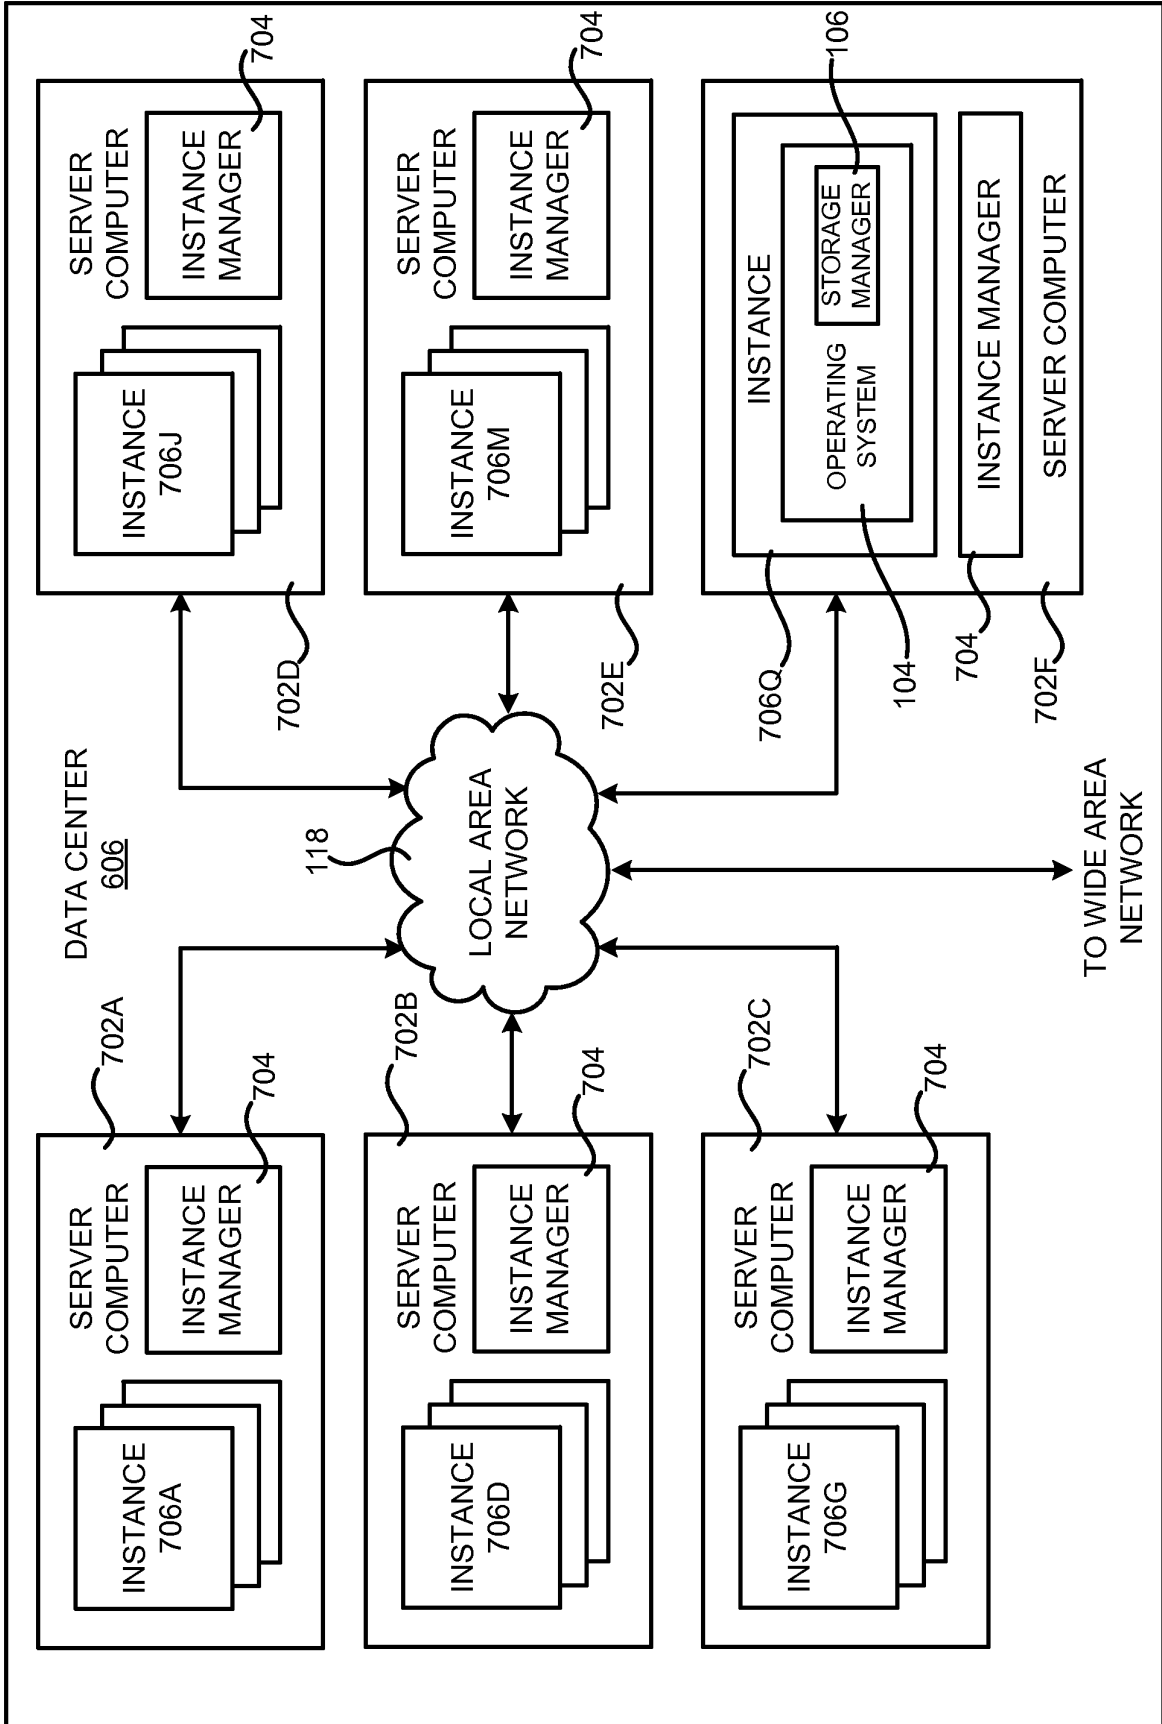 DATA CENTER
606
702A
SERVER
COMPUTER
INSTANCE
706A
INSTANCE
MANAGER
704
702B
SERVER
COMPUTER
INSTANCE
706D
INSTANCE
MANAGER
704
702C
SERVER
COMPUTER
INSTANCE
706G
INSTANCE
MANAGER
704
118
LOCAL AREA
NETWORK
TO WIDE AREA
NETWORK
702D
SERVER
COMPUTER
INSTANCE
706J
INSTANCE
MANAGER
704
702E
SERVER
COMPUTER
INSTANCE
706M
INSTANCE
MANAGER
704
706Q
INSTANCE
104
OPERATING
SYSTEM
STORAGE
MANAGER
106
704
INSTANCE MANAGER
702F
SERVER COMPUTER